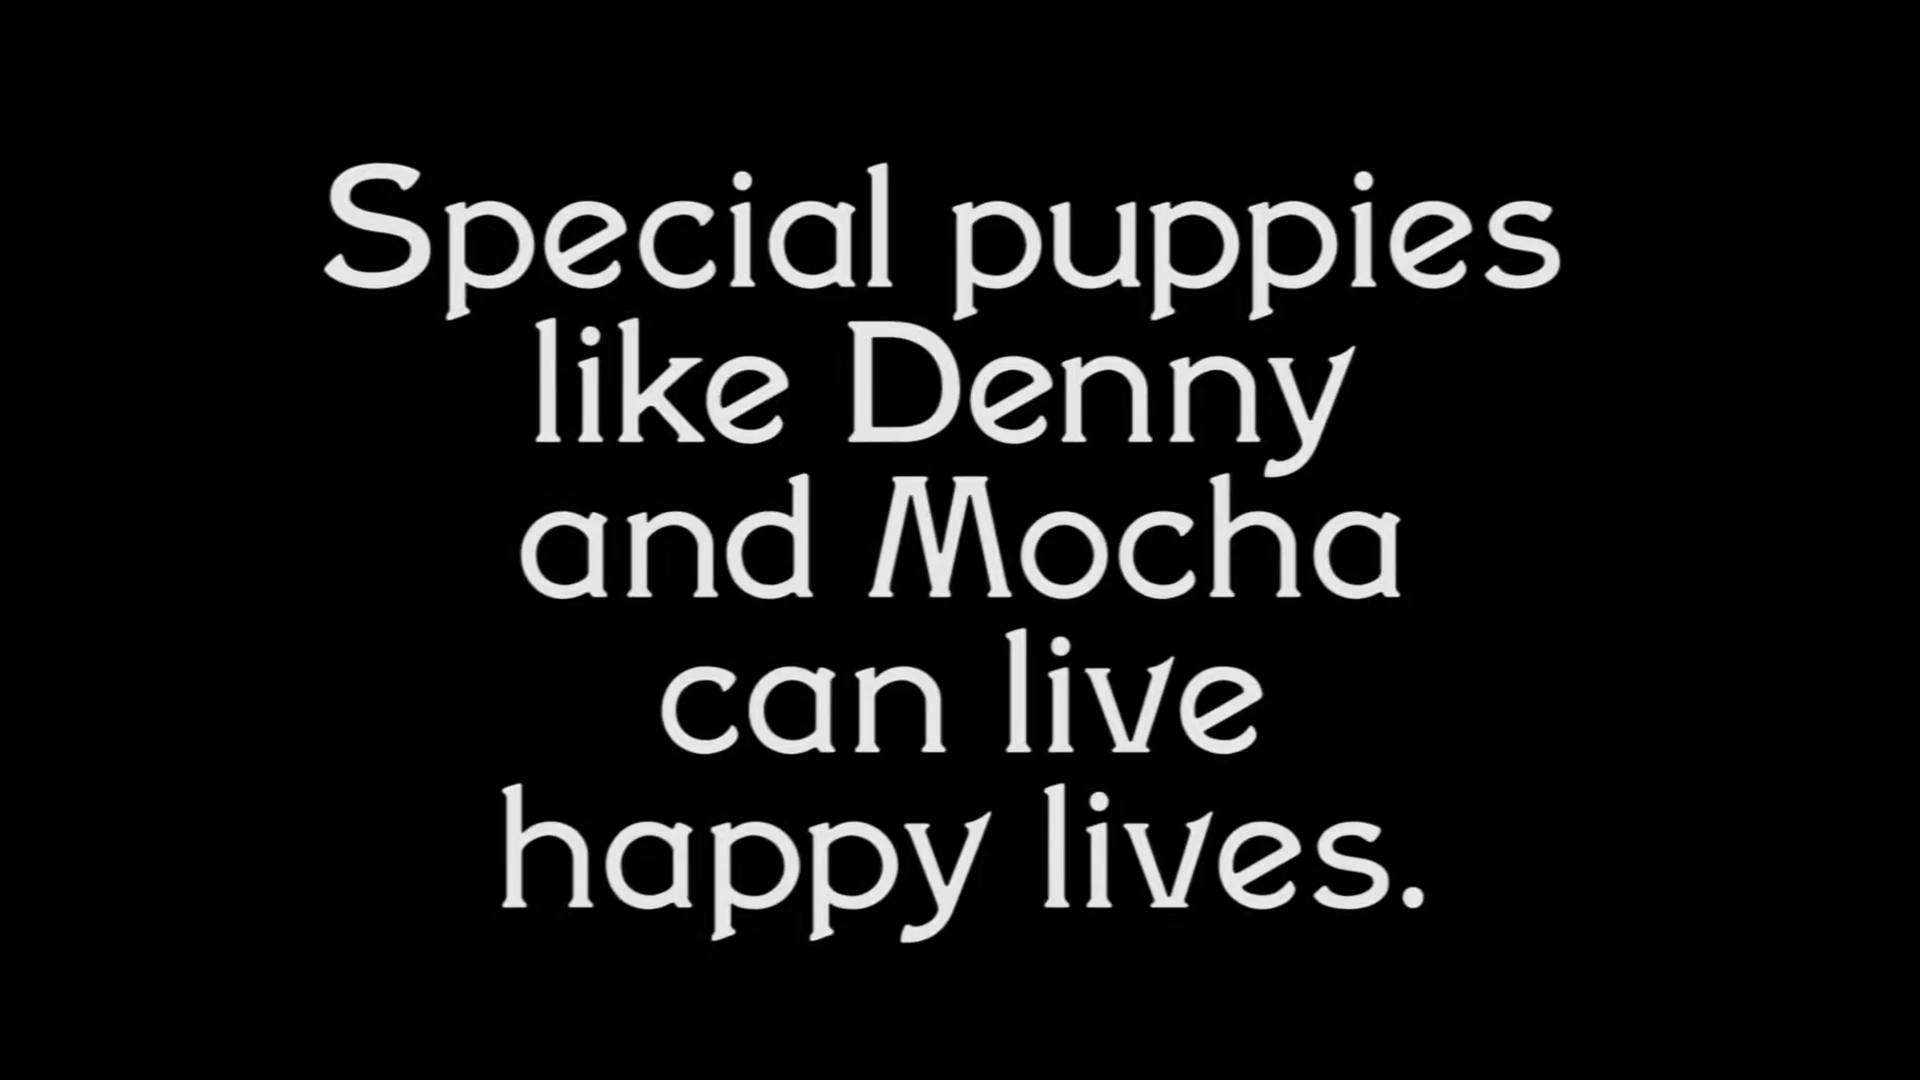 Special puppies
like Denny
and Mocha
can live
happy lives.